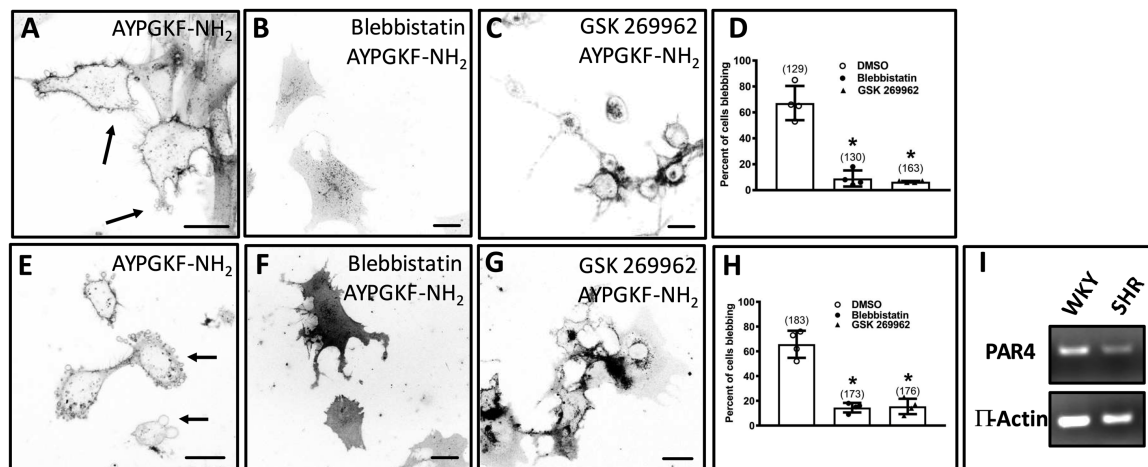 A
AYPGKF-NH2
B
Blebbistatin
AYPGKF-NH2
C
GSK 269962
AYPGKF-NH2
D
Percent of cells blebbing
100
80
60
40
20
0
(129)
DMSO
Blebbistatin
GSK 269962
*
(130)
*
(163)
E
AYPGKF-NH2
F
Blebbistatin
AYPGKF-NH2
G
GSK 269962
AYPGKF-NH2
H
Percent of cells blebbing
100
80
60
40
20
0
(183)
DMSO
Blebbistatin
GSK 269962
*
(173)
*
(176)
I
WKY
SHR
PAR4
Π-Actin